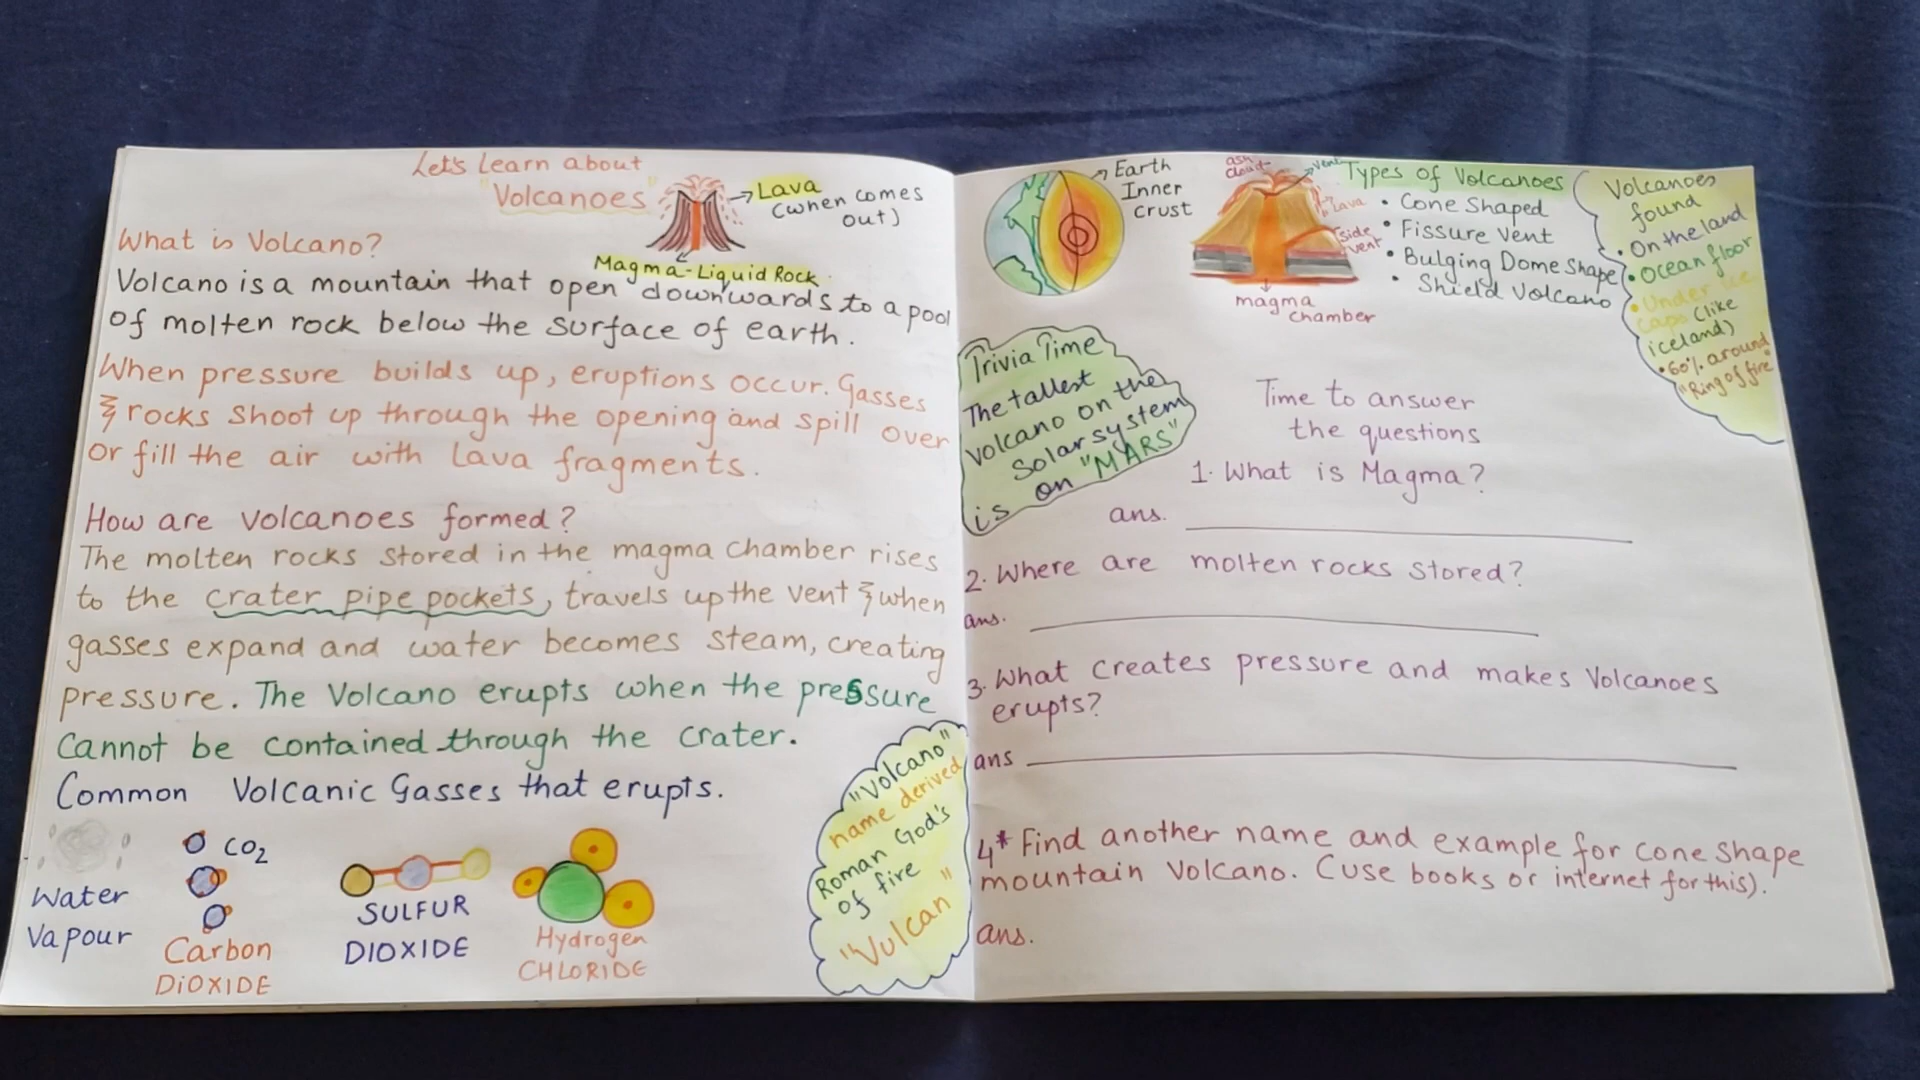 Let's Learn about
"Volcanoes"
Lava
(when comes
out)
Magma-Liquid Rock
What is Volcano?
Volcano is a mountain that open downwards to a pool
of molten rock below the surface of earth.
When pressure builds up, eruptions occur. Gasses
& rocks shoot up through the opening and spill over
or fill the air with Lava fragments.
How are volcanoes formed?
The molten rocks stored in the magma chamber rises
to the crater pipe pockets, travels up the vent & when
gasses expand and water becomes steam, creating
pressure. The Volcano erupts when the pressure
cannot be contained through the crater.
Common Volcanic Gasses that erupts.
Water
Vapour
CO2
Carbon
DiOXIDE
SULFUR
DIOXIDE
Hydrogen
CHLORIDE
"Volcano"
name derived
Roman God's
of fire
"Vulcan"
Earth
Inner
crust
ash
cloud
vent
Lava
side
vent
magma
chamber
Types of Volcanoes
• Cone Shaped
• Fissure Vent
• Bulging Dome Shape
• Shield Volcano
Volcanoes
found
• On the land
• Ocean floor
• Under ice
caps (like
iceland)
• 60% around
"Ring of fire"
Trivia Time
The tallest
volcano on the
Solar system
is on "MARS"
Time to answer
the questions
1. What is Magma?
ans.
2. Where are molten rocks stored?
ans.
3. What creates pressure and makes Volcanoes
erupts?
ans
4* Find another name and example for cone shape
mountain Volcano. (use books or internet for this).
ans.